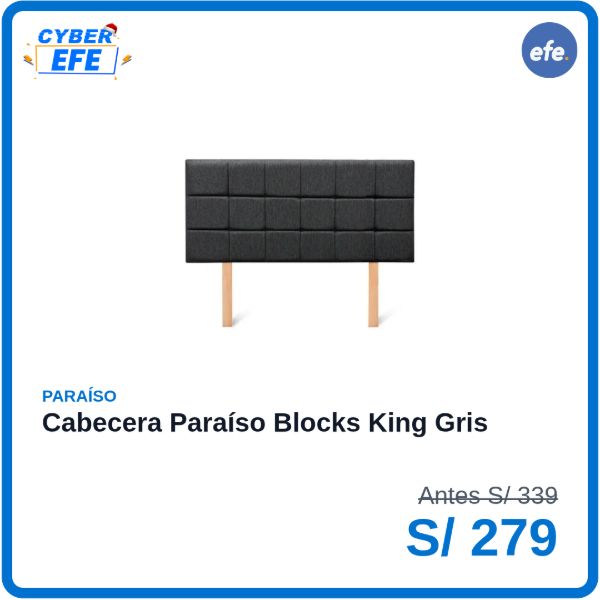 CYBER
EFE
efe.
PARAÍSO
Cabecera Paraíso Blocks King Gris
Antes S/ 339
S/ 279